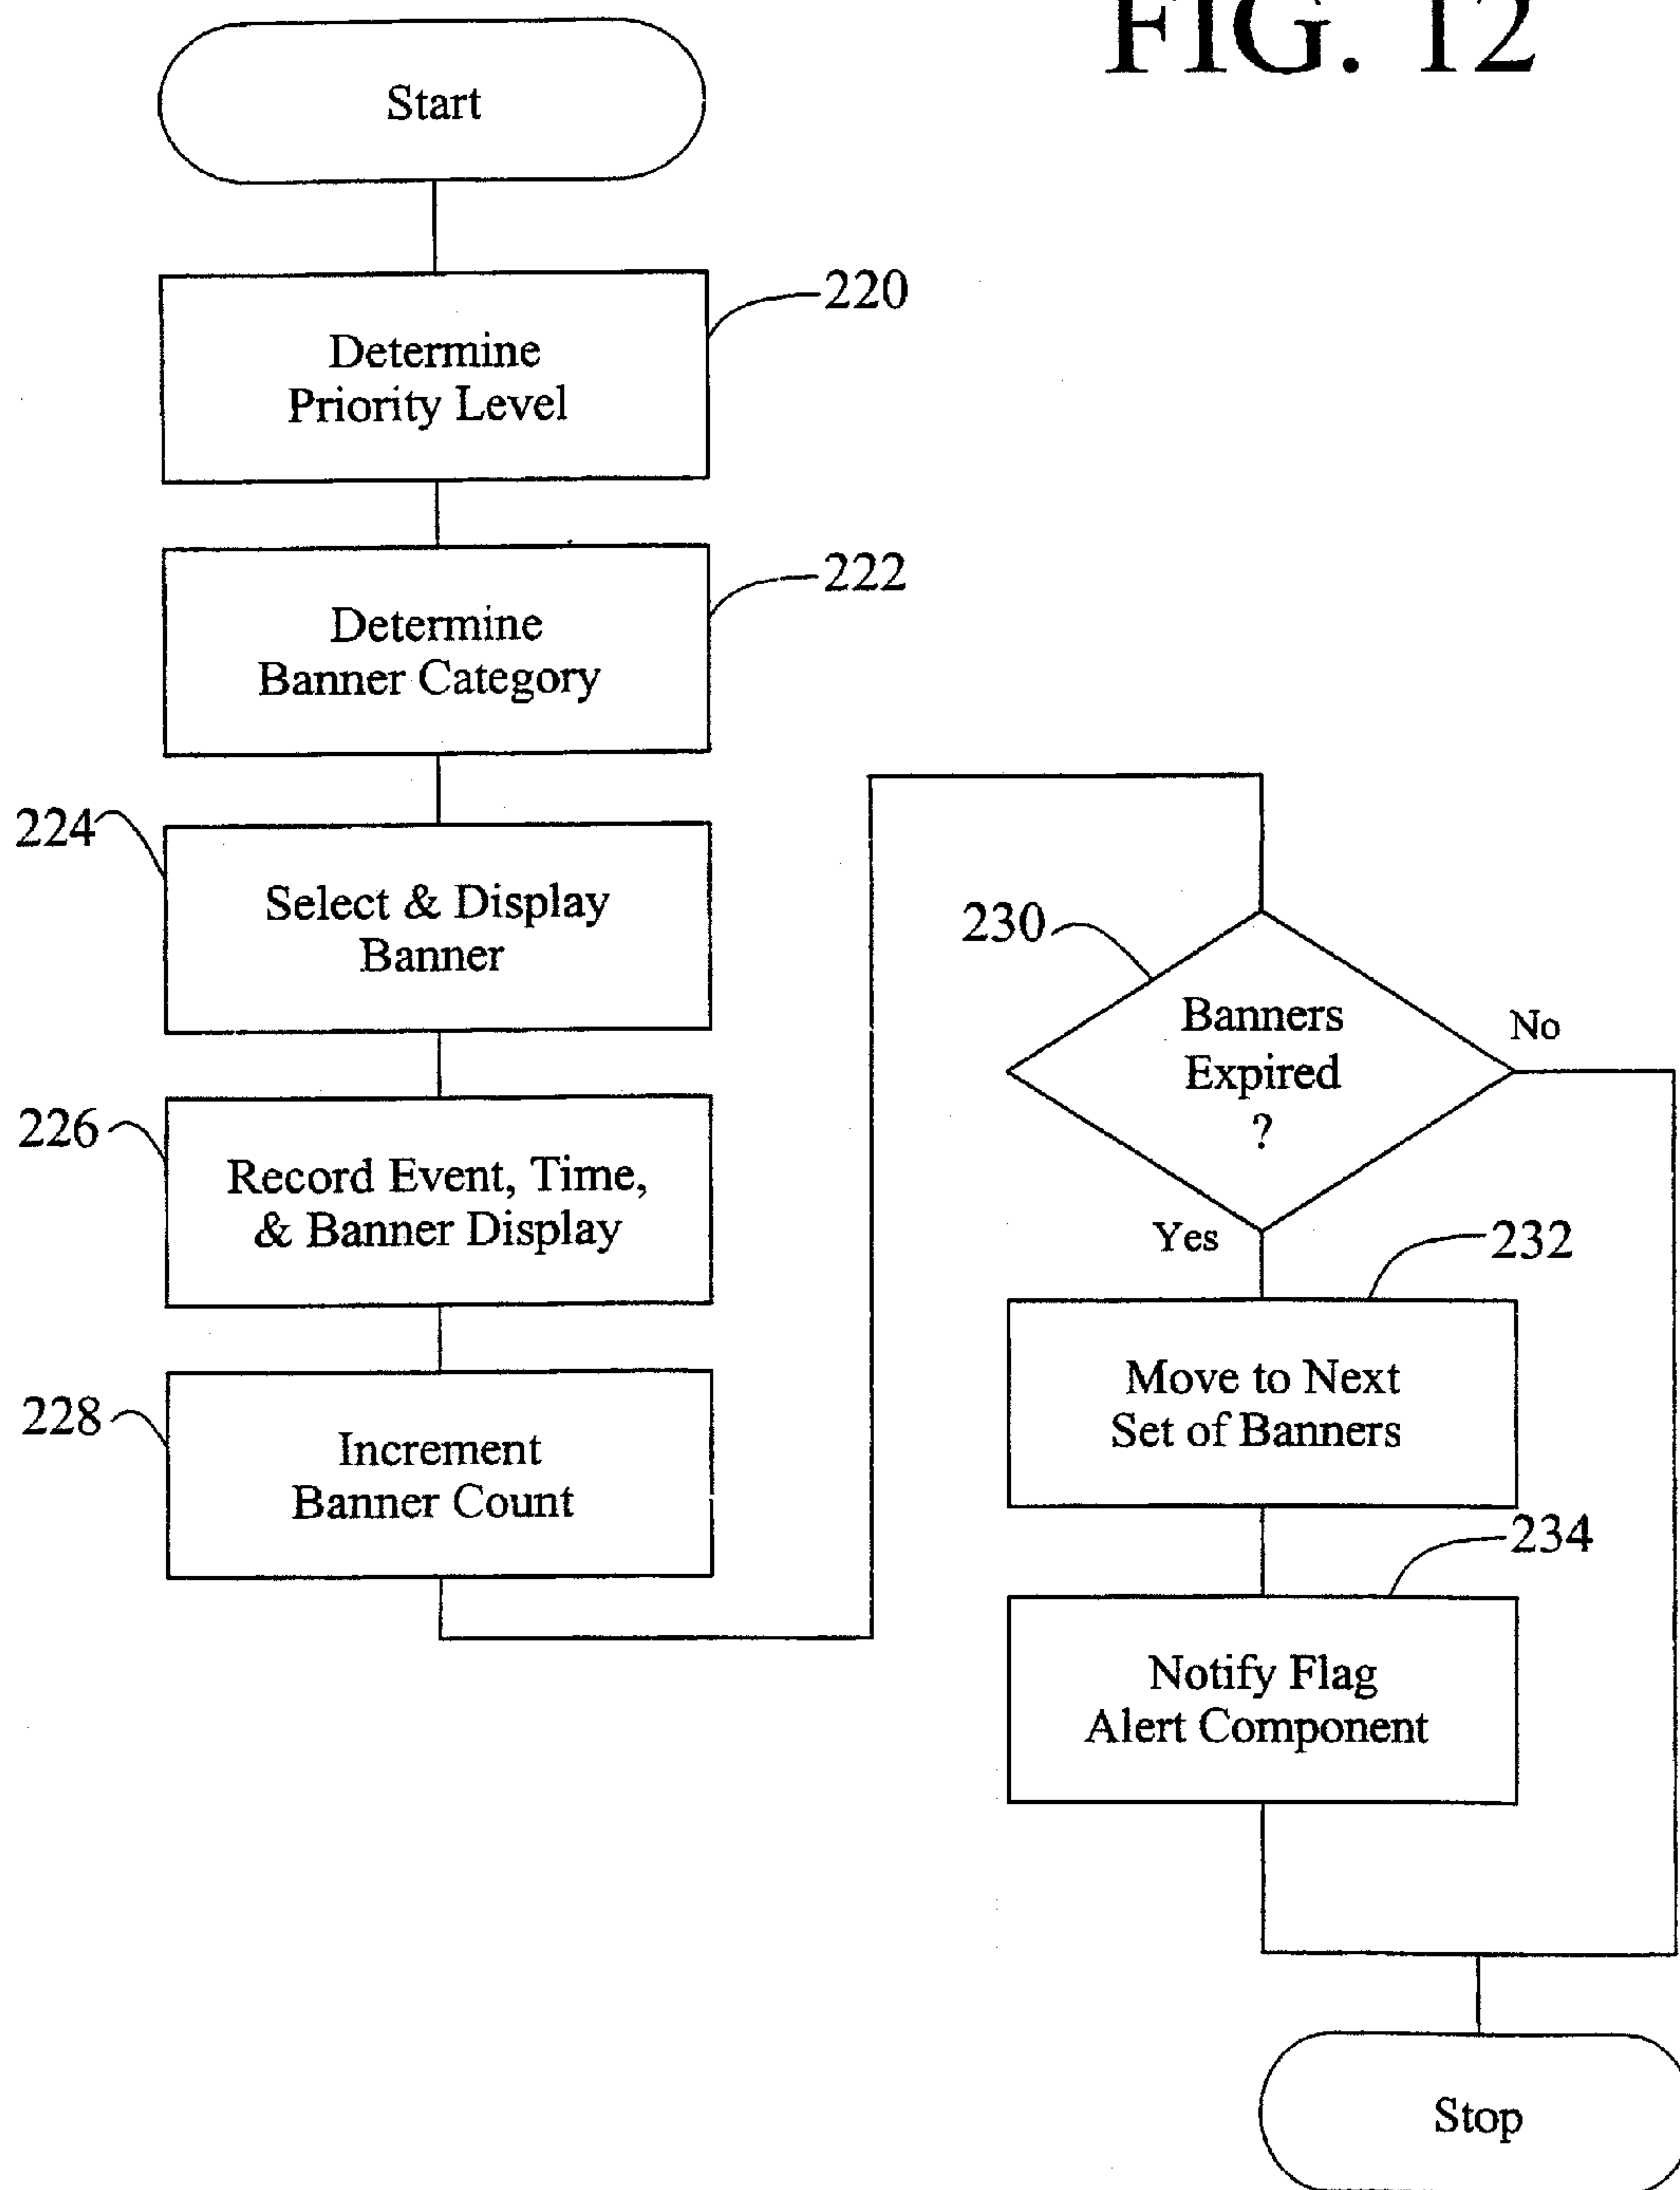 FIG. 12
Start
220
Determine
Priority Level
222
Determine
Banner Category
224
Select & Display
Banner
226
Record Event, Time,
& Banner Display
228
Increment
Banner Count
230
Banners
Expired
?
No
Yes
232
Move to Next
Set of Banners
234
Notify Flag
Alert Component
Stop